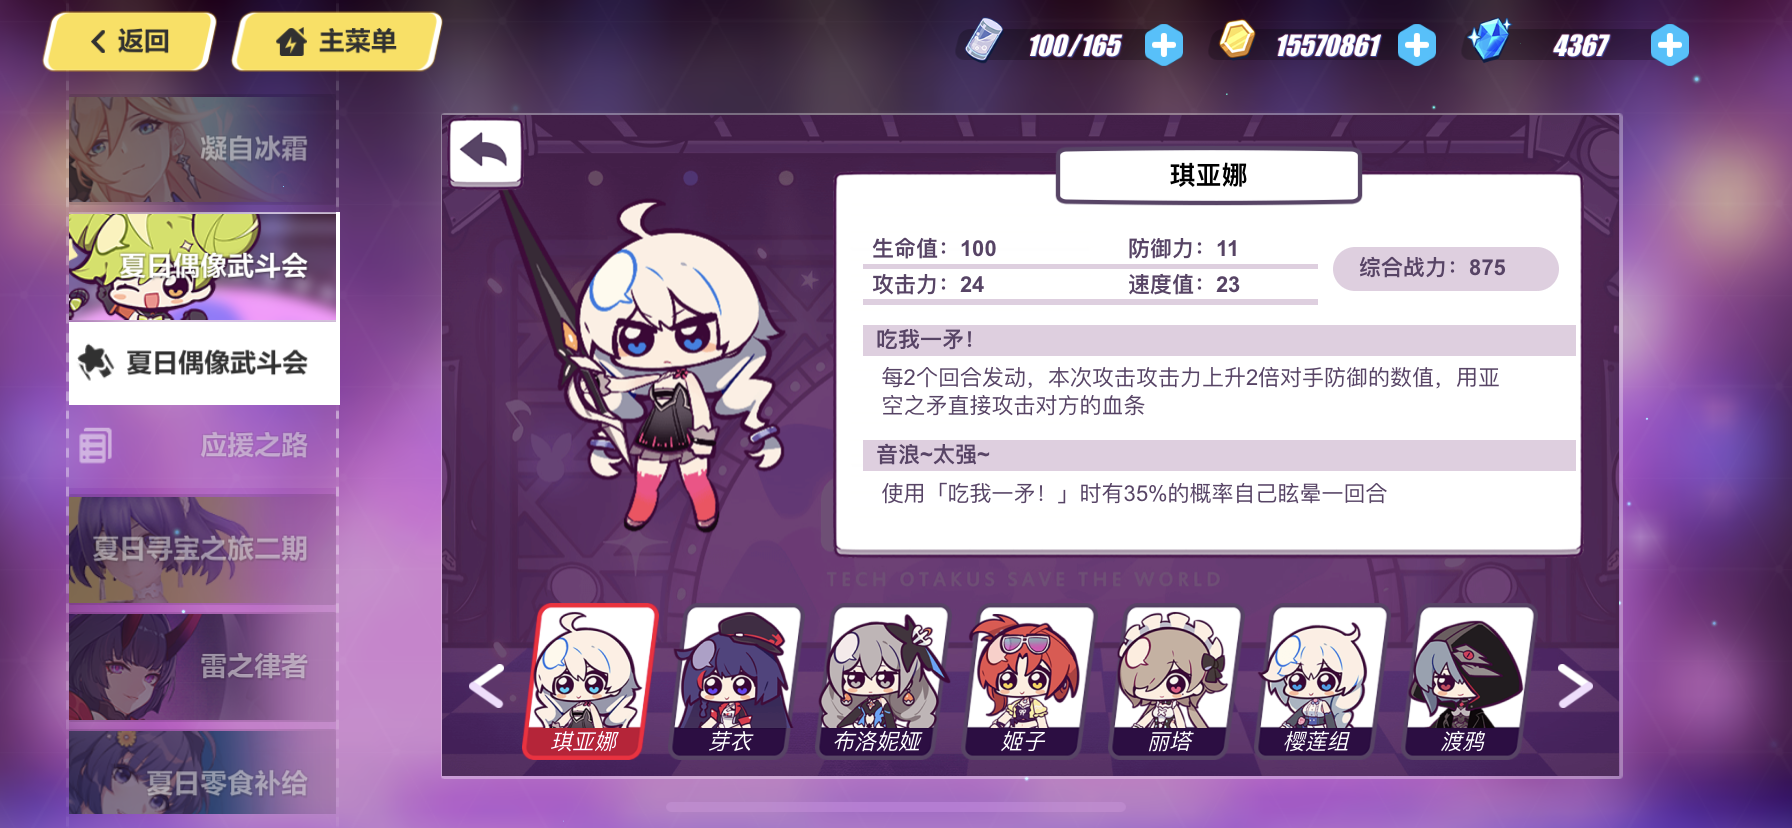 返回
主菜单
100/165
15570861
4367
凝自冰霜
夏日偶像武斗会
夏日偶像武斗会
应援之路
夏日寻宝之旅二期
雷之律者
夏日零食补给
琪亚娜
生命值：100
防御力：11
攻击力：24
速度值：23
综合战力：875
吃我一矛！
每2个回合发动，本次攻击攻击力上升2倍对手防御的数值，用亚
空之矛直接攻击对方的血条
音浪~太强~
使用「吃我一矛！」时有35%的概率自己眩晕一回合
TECH OTAKUS SAVE THE WORLD
琪亚娜
芽衣
布洛妮娅
姬子
丽塔
樱莲组
渡鸦